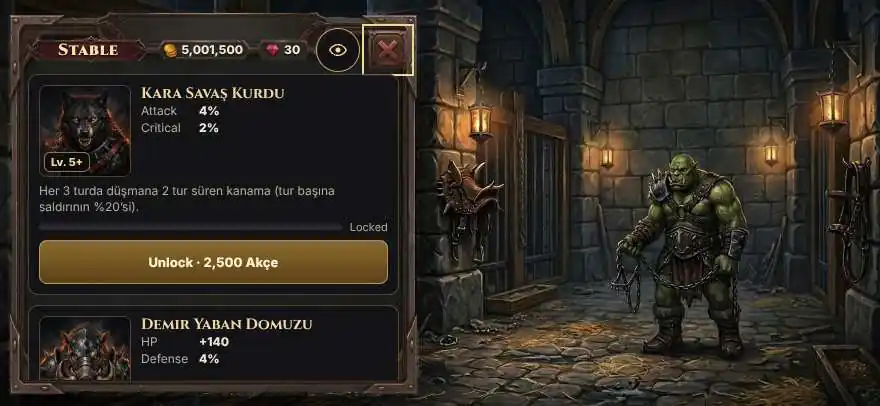 STABLE
5,001,500
30
KARA SAVAŞ KURDU
Attack 4%
Critical 2%
Lv. 5+
Her 3 turda düşmana 2 tur süren kanama (tur başına
saldırının %20'si).
Locked
Unlock · 2,500 Akçe
DEMIR YABAN DOMUZU
HP +140
Defense 4%